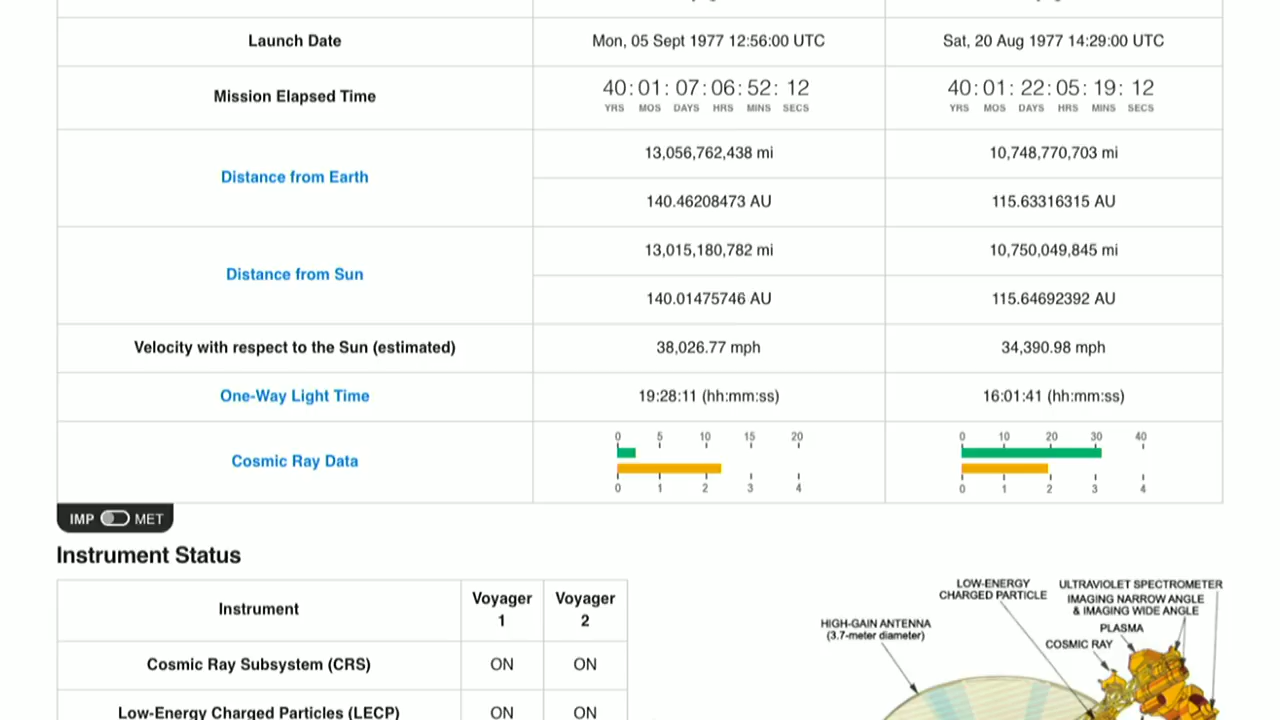 Launch Date Mon, 05 Sept 1977 12:56:00 UTC Sat, 20 Aug 1977 14:29:00 UTC
Mission Elapsed Time 40:01:07:06:52:12 40:01:22:05:19:12
YRS MOS DAYS HRS MINS SECS YRS MOS DAYS HRS MINS SECS
Distance from Earth
13,056,762,438 mi 10,748,770,703 mi
140.46208473 AU 115.63316315 AU
Distance from Sun
13,015,180,782 mi 10,750,049,845 mi
140.01475746 AU 115.64692392 AU
Velocity with respect to the Sun (estimated) 38,026.77 mph 34,390.98 mph
One-Way Light Time 19:28:11 (hh:mm:ss) 16:01:41 (hh:mm:ss)
Cosmic Ray Data
0 5 10 15 20 0 10 20 30 40
0 1 2 3 4 0 1 2 3 4
IMP MET
Instrument Status
Instrument Voyager 1 Voyager 2
Cosmic Ray Subsystem (CRS) ON ON
Low-Energy Charged Particles (LECP) ON ON
LOW-ENERGY
CHARGED PARTICLE
ULTRAVIOLET SPECTROMETER
IMAGING NARROW ANGLE
& IMAGING WIDE ANGLE
PLASMA
COSMIC RAY
HIGH-GAIN ANTENNA
(3.7-meter diameter)